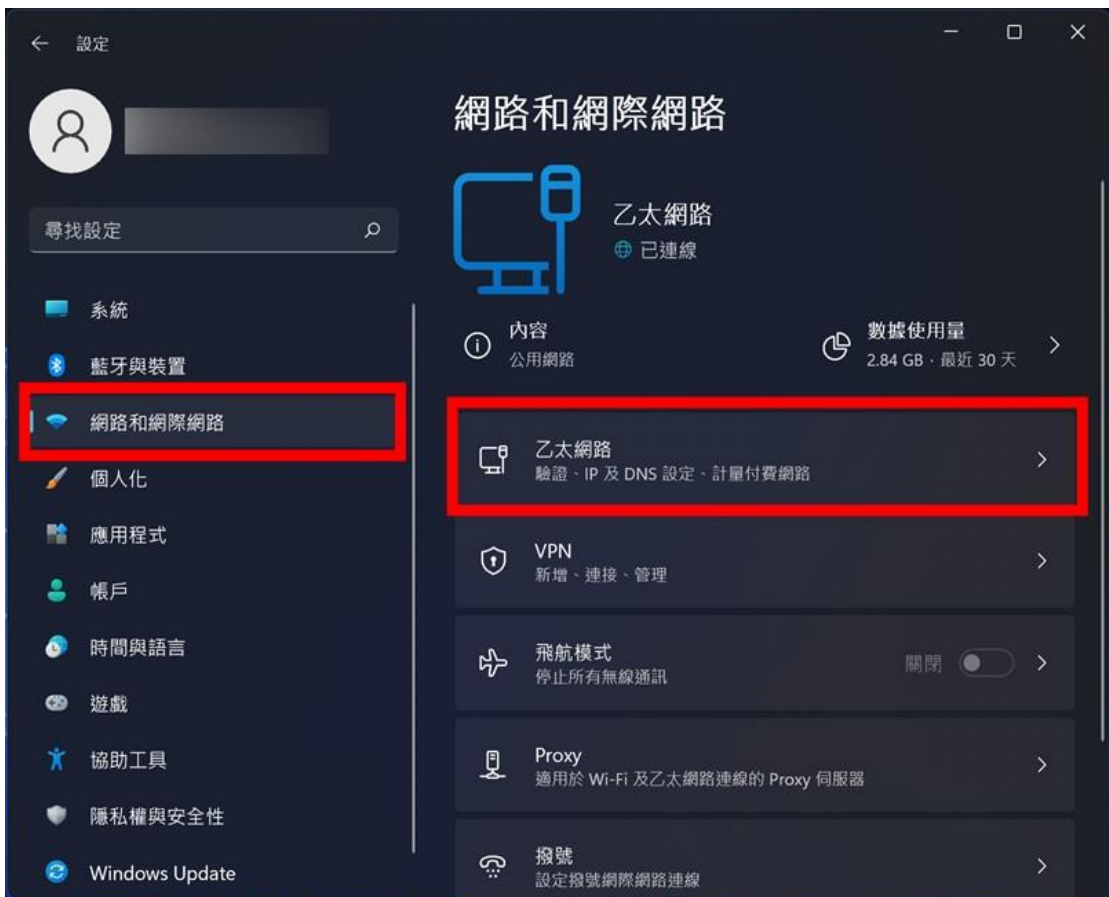 設定
尋找設定
系統
藍牙與裝置
網路和網際網路
個人化
應用程式
帳戶
時間與語言
遊戲
協助工具
隱私權與安全性
Windows Update
網路和網際網路
乙太網路
已連線
內容
公用網路
數據使用量
2.84 GB · 最近 30 天
乙太網路
驗證、IP 及 DNS 設定、計量付費網路
VPN
新增、連接、管理
飛航模式
停止所有無線通訊
關閉
Proxy
適用於 Wi-Fi 及乙太網路連線的 Proxy 伺服器
撥號
設定撥號網際網路連線